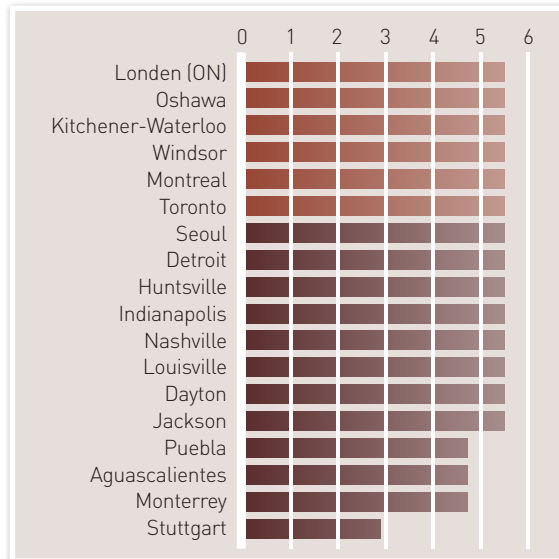 0 1 2 3 4 5 6
Londen (ON)
Oshawa
Kitchener-Waterloo
Windsor
Montreal
Toronto
Seoul
Detroit
Huntsville
Indianapolis
Nashville
Louisville
Dayton
Jackson
Puebla
Aguascalientes
Monterrey
Stuttgart